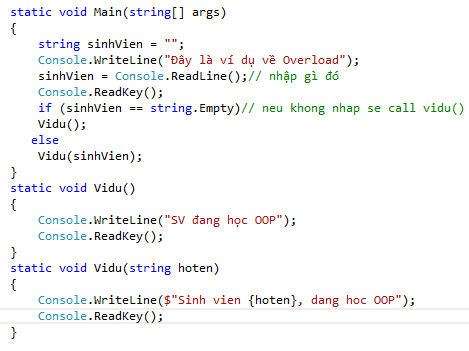 static void Main(string[] args)
{
    string sinhVien = "";
    Console.WriteLine("Đây là ví dụ về Overload");
    sinhVien = Console.ReadLine();// nhập gì đó
    Console.ReadKey();
    if (sinhVien == string.Empty)// neu khong nhap se call vidu()
    Vidu();
   else
    Vidu(sinhVien);
}
static void Vidu()
{
    Console.WriteLine("SV đang học OOP");
    Console.ReadKey();
}
static void Vidu(string hoten)
{
    Console.WriteLine($"Sinh vien {hoten}, dang hoc OOP");
    Console.ReadKey();
}